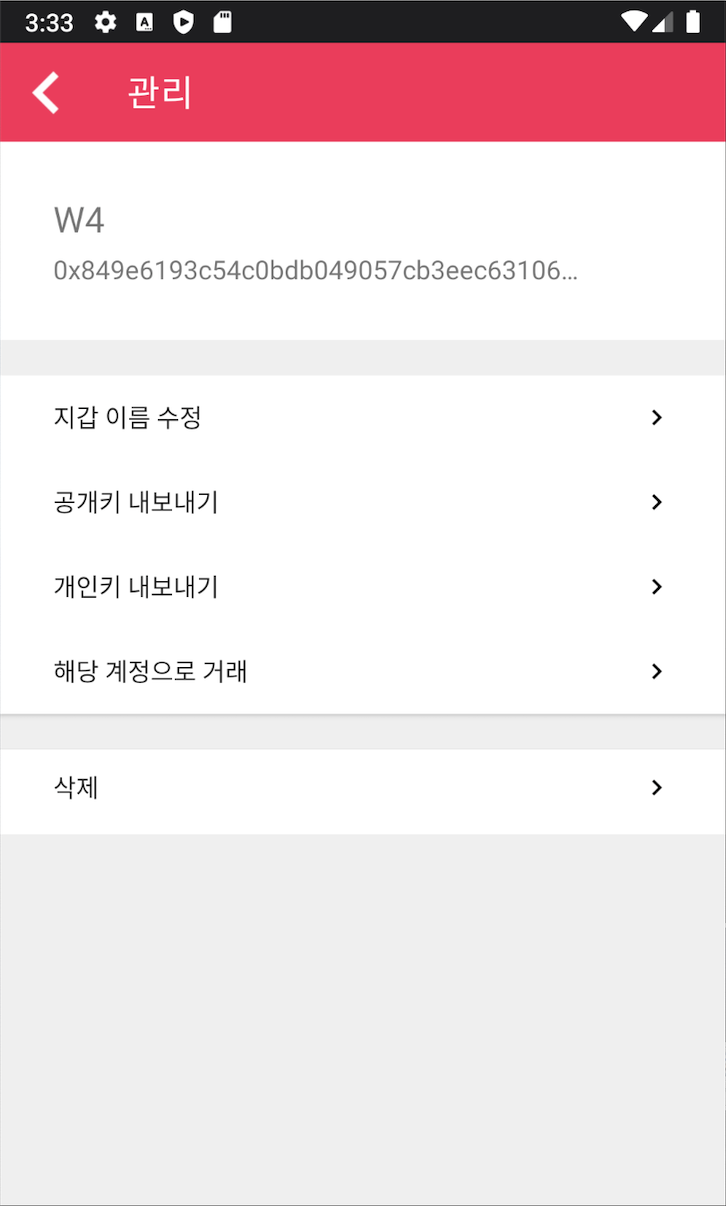 3:33
관리
W4
0x849e6193c54c0bdb049057cb3eec63106...
지갑 이름 수정
공개키 내보내기
개인키 내보내기
해당 계정으로 거래
삭제